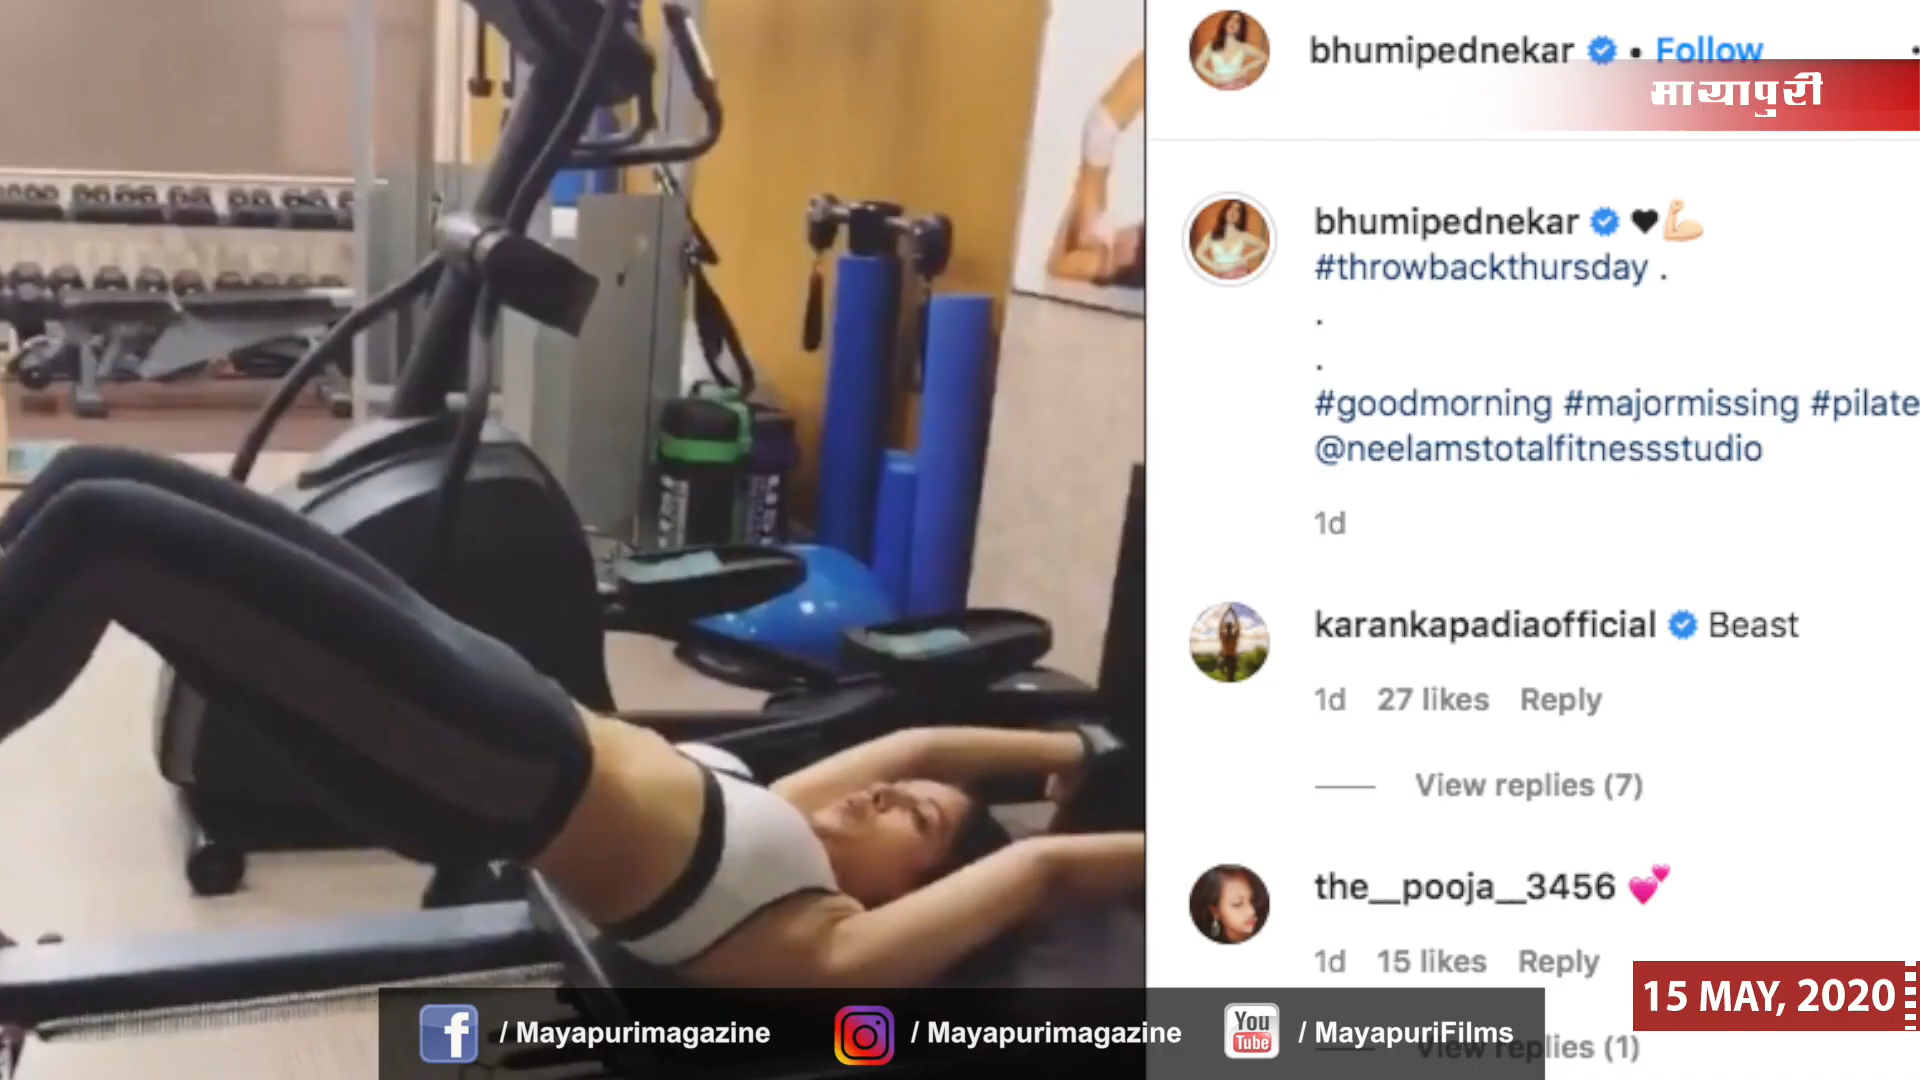 bhumipednekar • Follow
मायापुरी
bhumipednekar 🖤💪🏻
#throwbackthursday .
.
.
#goodmorning #majormissing #pilate
@neelamstotalfitnessstudio
1d
karankapadiaofficial Beast
1d 27 likes Reply
View replies (7)
the__pooja__3456 💕
1d 15 likes Reply
15 MAY, 2020
View replies (1)
/ Mayapurimagazine
/ Mayapurimagazine
You Tube / MayapuriFilms